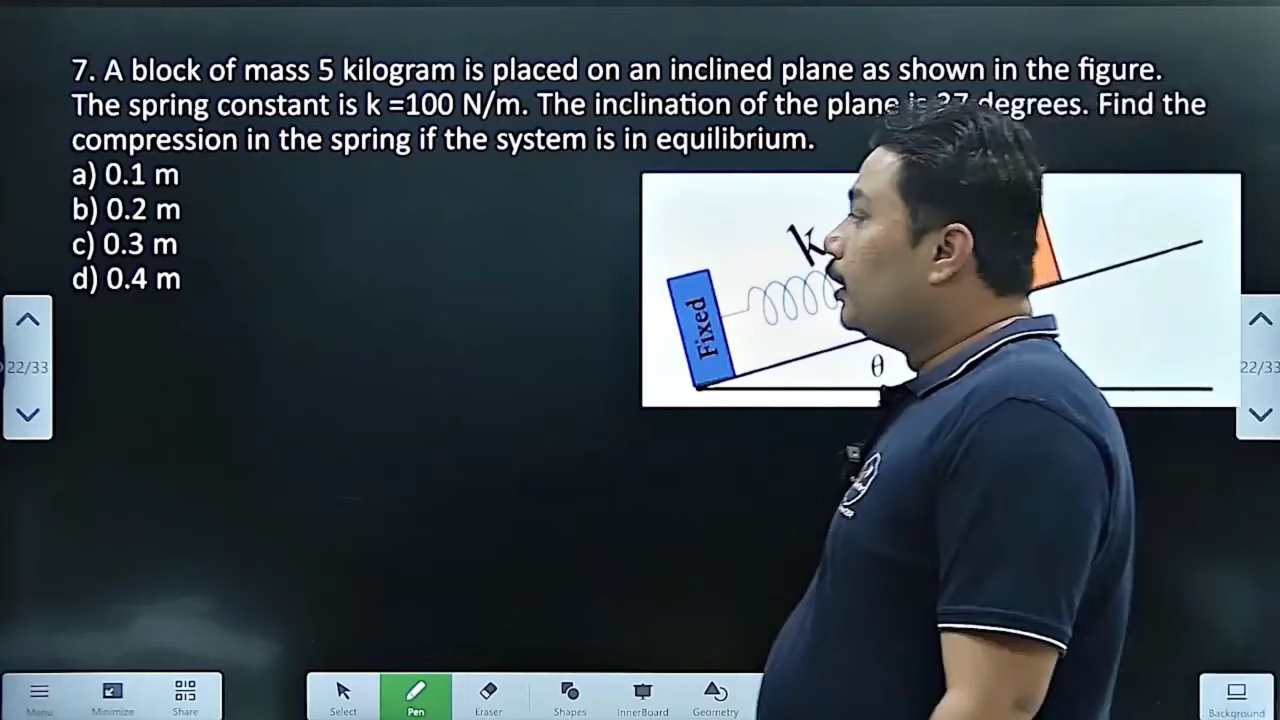 7. A block of mass 5 kilogram is placed on an inclined plane as shown in the figure.
The spring constant is k =100 N/m. The inclination of the plane is 37 degrees. Find the
compression in the spring if the system is in equilibrium.
a) 0.1 m
b) 0.2 m
c) 0.3 m
d) 0.4 m
k
Fixed
θ
22/33
22/33
Menu
Minimize
Share
Select
Pen
Eraser
Shapes
InnerBoard
Geometry
Background